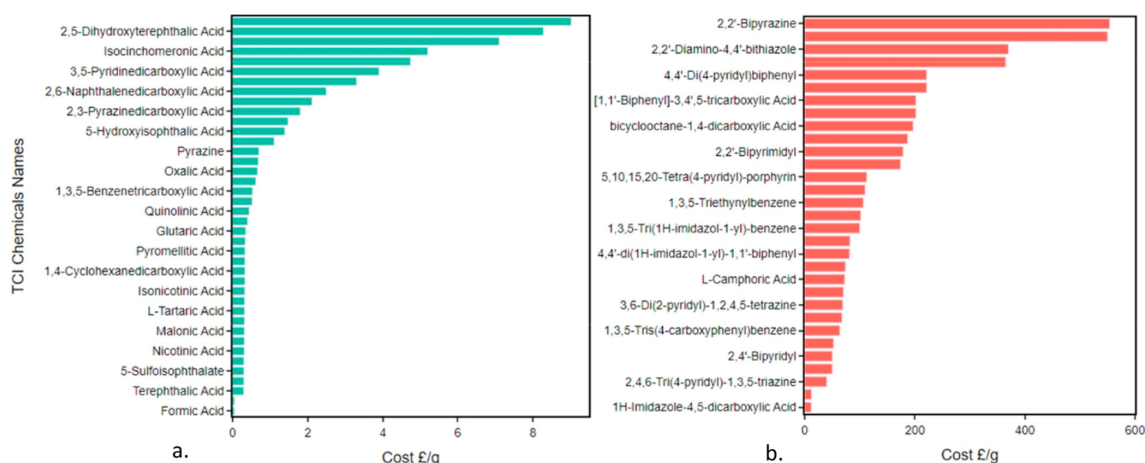 TCI Chemicals Names
2,5-Dihydroxyterephthalic Acid
Isocinchomeronic Acid
3,5-Pyridinedicarboxylic Acid
2,6-Naphthalenedicarboxylic Acid
2,3-Pyrazinedicarboxylic Acid
5-Hydroxyisophthalic Acid
Pyrazine
Oxalic Acid
1,3,5-Benzenetricarboxylic Acid
Quinolinic Acid
Glutaric Acid
Pyromellitic Acid
1,4-Cyclohexanedicarboxylic Acid
Isonicotinic Acid
L-Tartaric Acid
Malonic Acid
Nicotinic Acid
5-Sulfoisophthalate
Terephthalic Acid
Formic Acid
0 2 4 6 8
a.
Cost £/g
2,2'-Bipyrazine
2,2'-Diamino-4,4'-bithiazole
4,4'-Di(4-pyridyl)biphenyl
[1,1'-Biphenyl]-3,4',5-tricarboxylic Acid
bicyclooctane-1,4-dicarboxylic Acid
2,2'-Bipyrimidyl
5,10,15,20-Tetra(4-pyridyl)-porphyrin
1,3,5-Triethynylbenzene
1,3,5-Tri(1H-imidazol-1-yl)-benzene
4,4'-di(1H-imidazol-1-yl)-1,1'-biphenyl
L-Camphoric Acid
3,6-Di(2-pyridyl)-1,2,4,5-tetrazine
1,3,5-Tris(4-carboxyphenyl)benzene
2,4'-Bipyridyl
2,4,6-Tri(4-pyridyl)-1,3,5-triazine
1H-Imidazole-4,5-dicarboxylic Acid
0 200 400 600
b.
Cost £/g